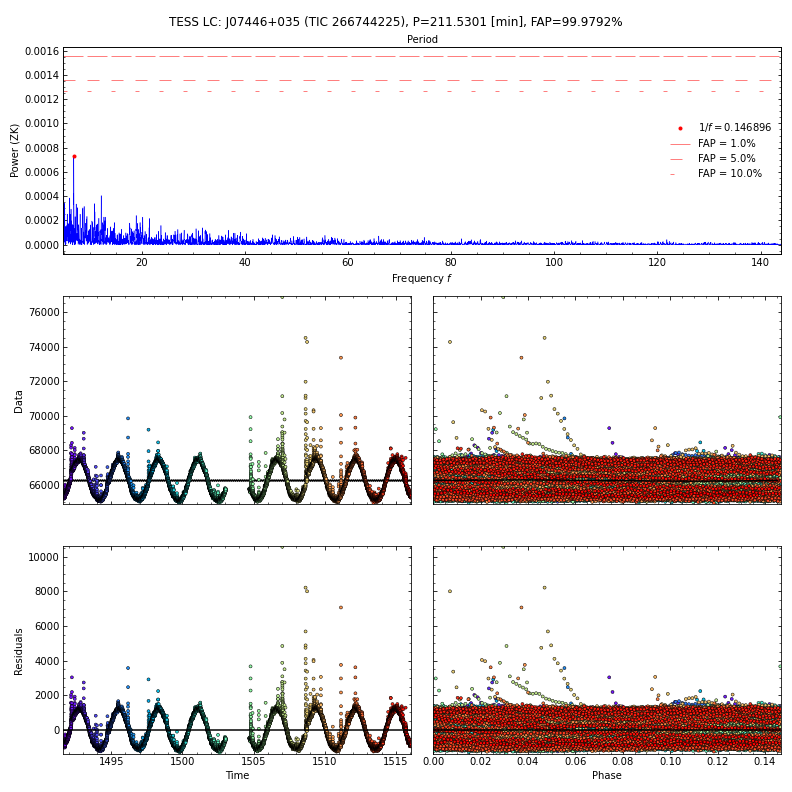 TESS LC: J07446+035 (TIC 266744225), P=211.5301 [min], FAP=99.9792%
Period
0.0016
0.0014
0.0012
0.0010
0.0008
0.0006
0.0004
0.0002
0.0000
Power (ZK)
1/f = 0.146896
FAP = 1.0%
FAP = 5.0%
FAP = 10.0%
20 40 60 80 100 120 140
Frequency f
76000
74000
72000
70000
68000
66000
Data
10000
8000
6000
4000
2000
0
Residuals
1495 1500 1505 1510 1515
Time
0.00 0.02 0.04 0.06 0.08 0.10 0.12 0.14
Phase